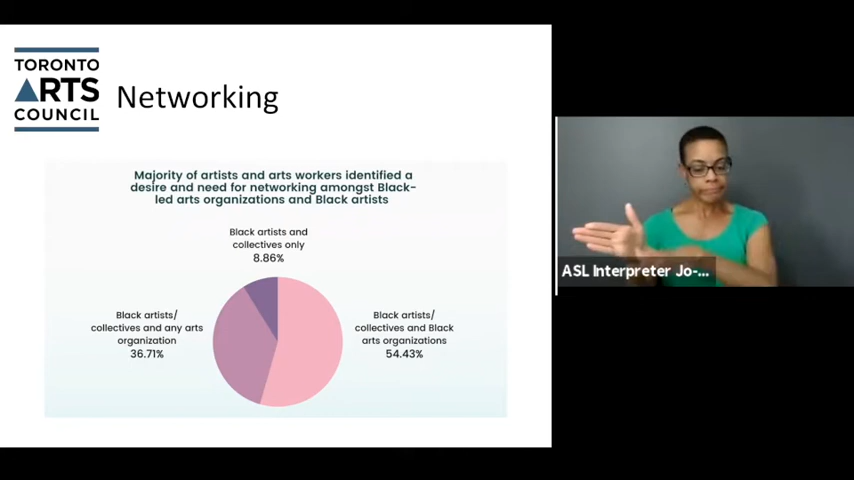 TORONTO
ARTS
COUNCIL
Networking
Majority of artists and arts workers identified a
desire and need for networking amongst Black-
led arts organizations and Black artists
Black artists and
collectives only
8.86%
Black artists/
collectives and any arts
organization
36.71%
Black artists/
collectives and Black
arts organizations
54.43%
ASL Interpreter Jo-...